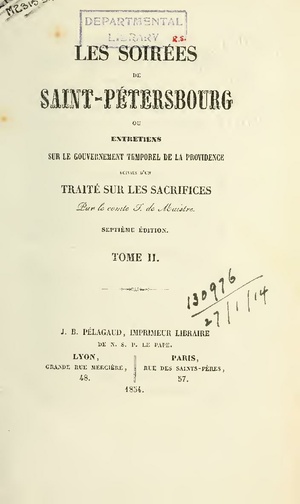 DEPARTMENTAL
LIBRARY
LES SOIRÉES
DE
SAINT-PÉTERSBOURG
OU
ENTRETIENS
SUR LE GOUVERNEMENT TEMPOREL DE LA PROVIDENCE
SUIVIES D'UN
TRAITÉ SUR LES SACRIFICES
Par le comte J. de Maistre.
SEPTIÈME ÉDITION.
TOME II.
130976
27/1/14
J. B. PÉLAGAUD, IMPRIMEUR LIBRAIRE
DE N. S. P. LE PAPE.
LYON,
GRANDE RUE MERCIÈRE,
48.
PARIS,
RUE DES SAINTS-PÈRES,
57.
1854.